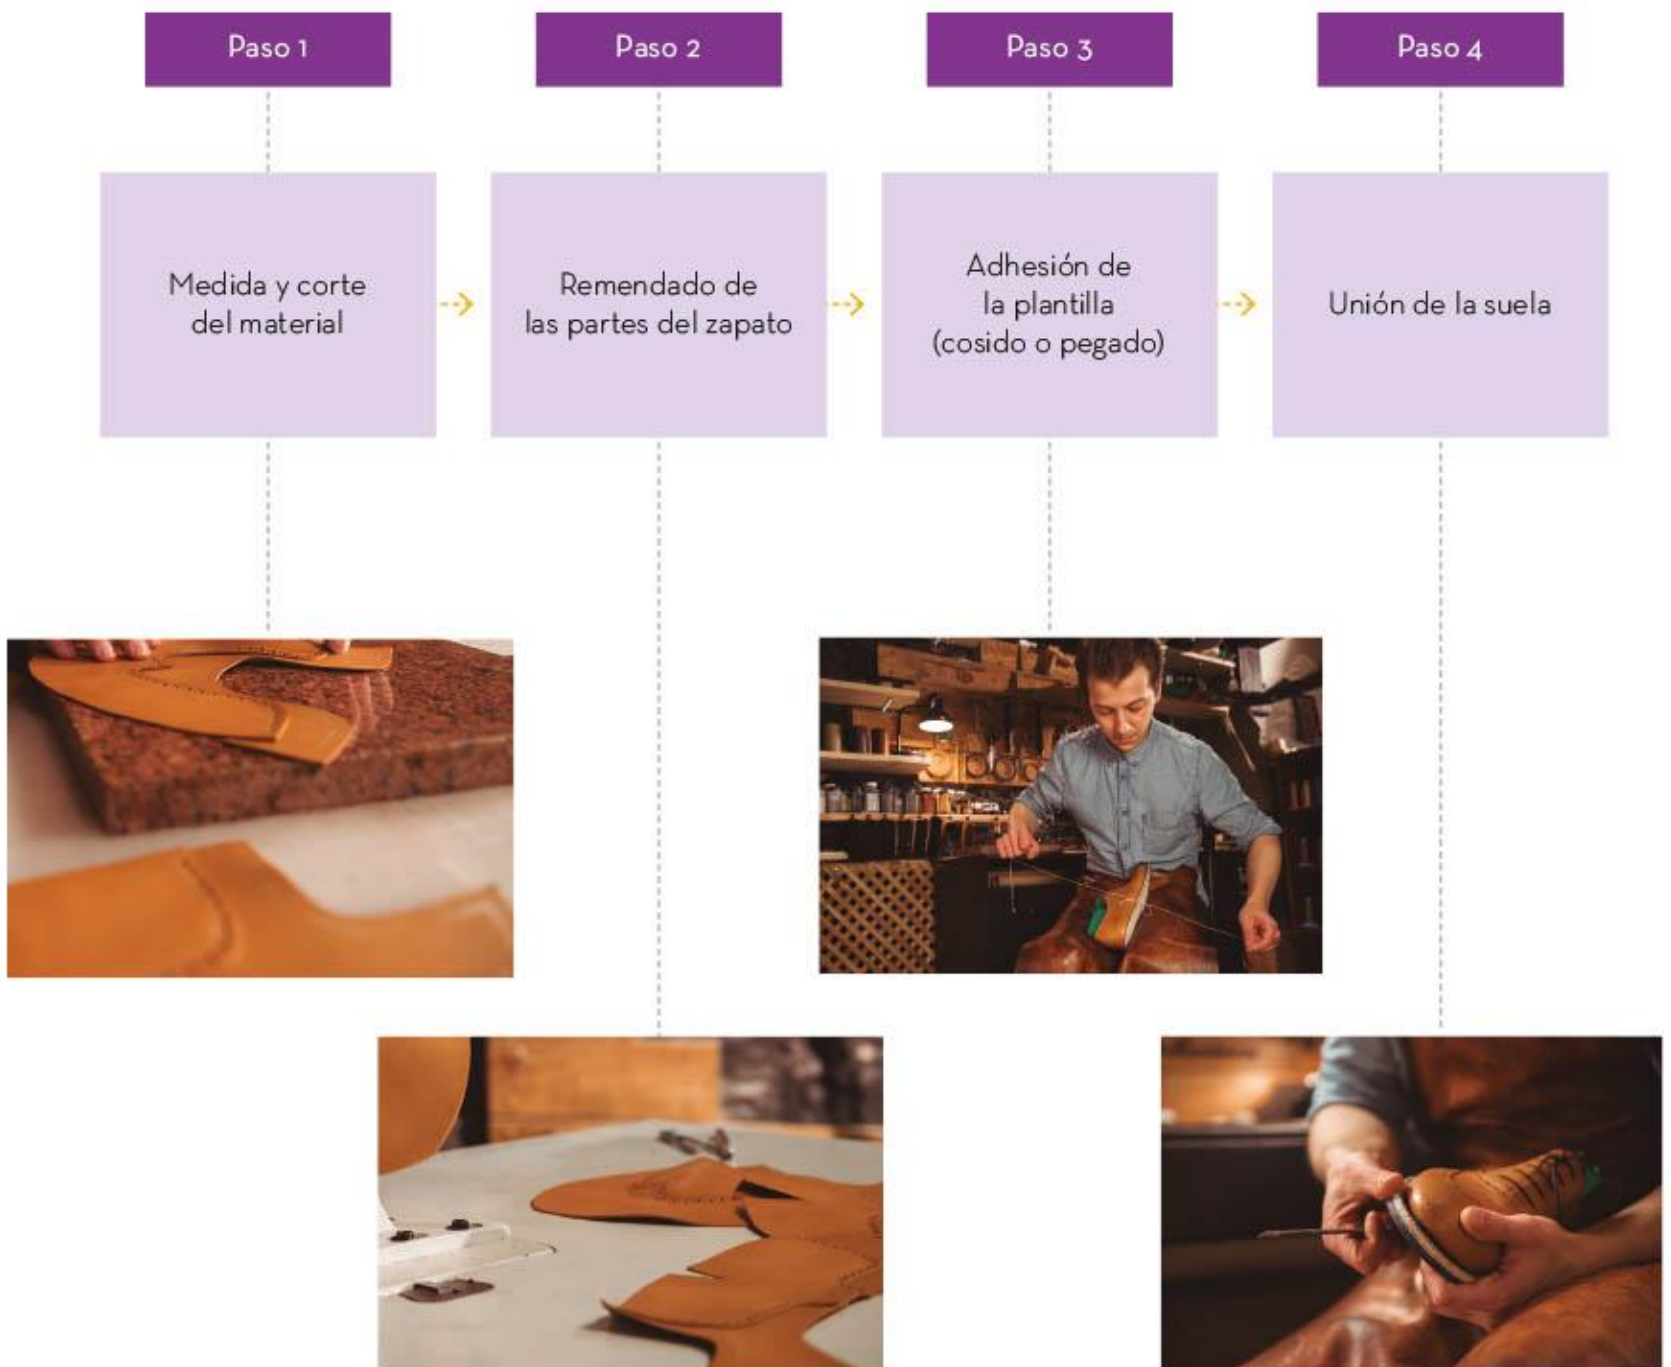 Paso 1
Paso 2
Paso 3
Paso 4
Medida y corte
del material
Remendado de
las partes del zapato
Adhesión de
la plantilla
(cosido o pegado)
Unión de la suela